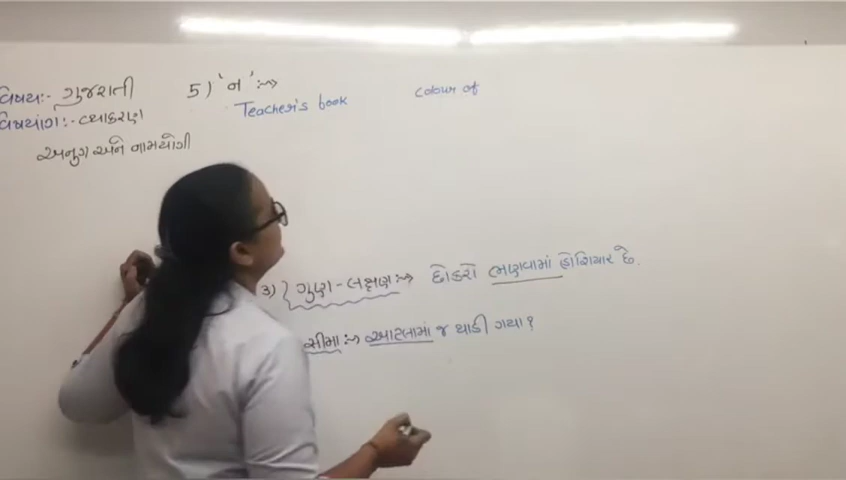 વિષય:- ગુજરાતી
વિષયાંગ:- વ્યાકરણ
અનુગ અને નામયોગી
5) 'ન' :->
Teacher's book
Colour of
3) ગુણ-લક્ષણ :-> છોકરો ભણવામાં હોશિયાર છે.
સીમા :-> આટલામાં જ થાકી ગયા?